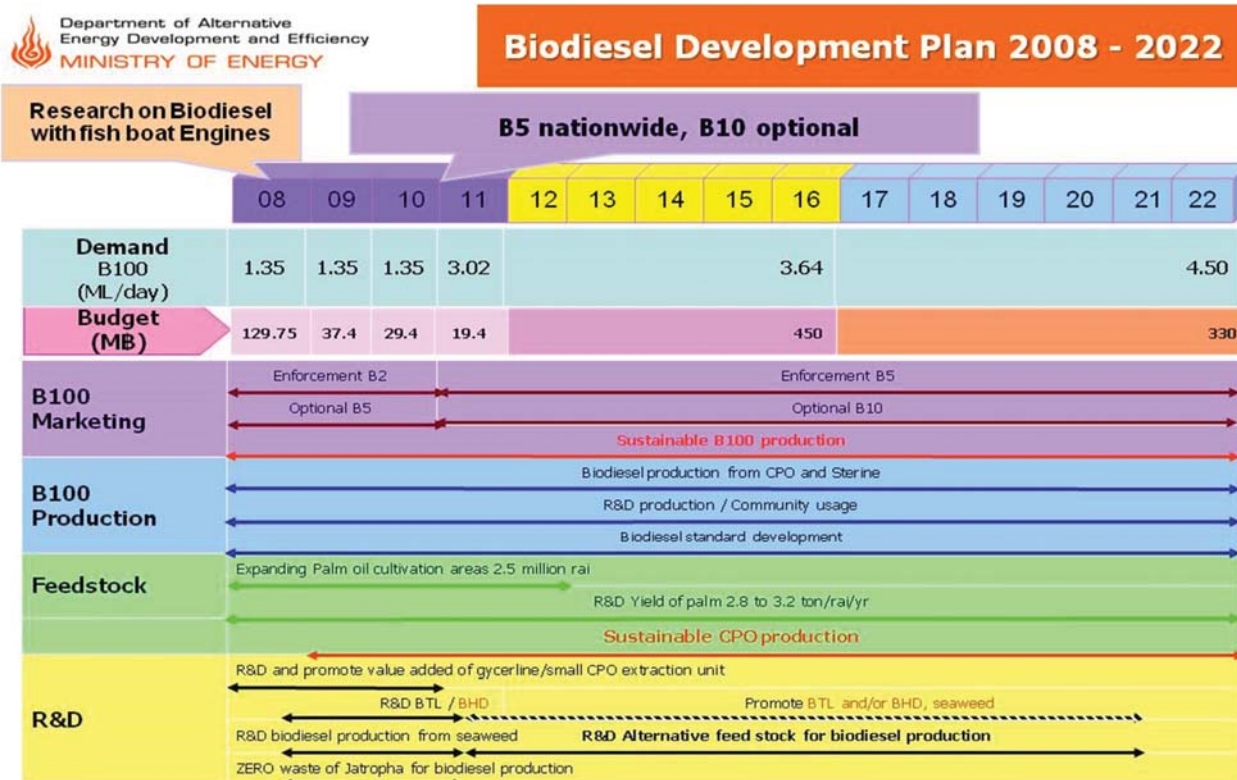 Department of Alternative
Energy Development and Efficiency
MINISTRY OF ENERGY
Biodiesel Development Plan 2008 - 2022
Research on Biodiesel
with fish boat Engines
B5 nationwide, B10 optional
08 09 10 11 12 13 14 15 16 17 18 19 20 21 22
Demand
B100
(ML/day)
1.35 1.35 1.35 3.02 3.64 4.50
Budget
(M฿)
129.75 37.4 29.4 19.4 450 330
B100
Marketing
Enforcement B2 Enforcement B5
Optional B5 Optional B10
Sustainable B100 production
B100
Production
Biodiesel production from CPO and Sterine
R&D production / Community usage
Biodiesel standard development
Feedstock
Expanding Palm oil cultivation areas 2.5 million rai
R&D Yield of palm 2.8 to 3.2 ton/rai/yr
Sustainable CPO production
R&D
R&D and promote value added of gycerline/small CPO extraction unit
R&D BTL / BHD Promote BTL and/or BHD, seaweed
R&D biodiesel production from seaweed R&D Alternative feed stock for biodiesel production
ZERO waste of Jatropha for biodiesel production